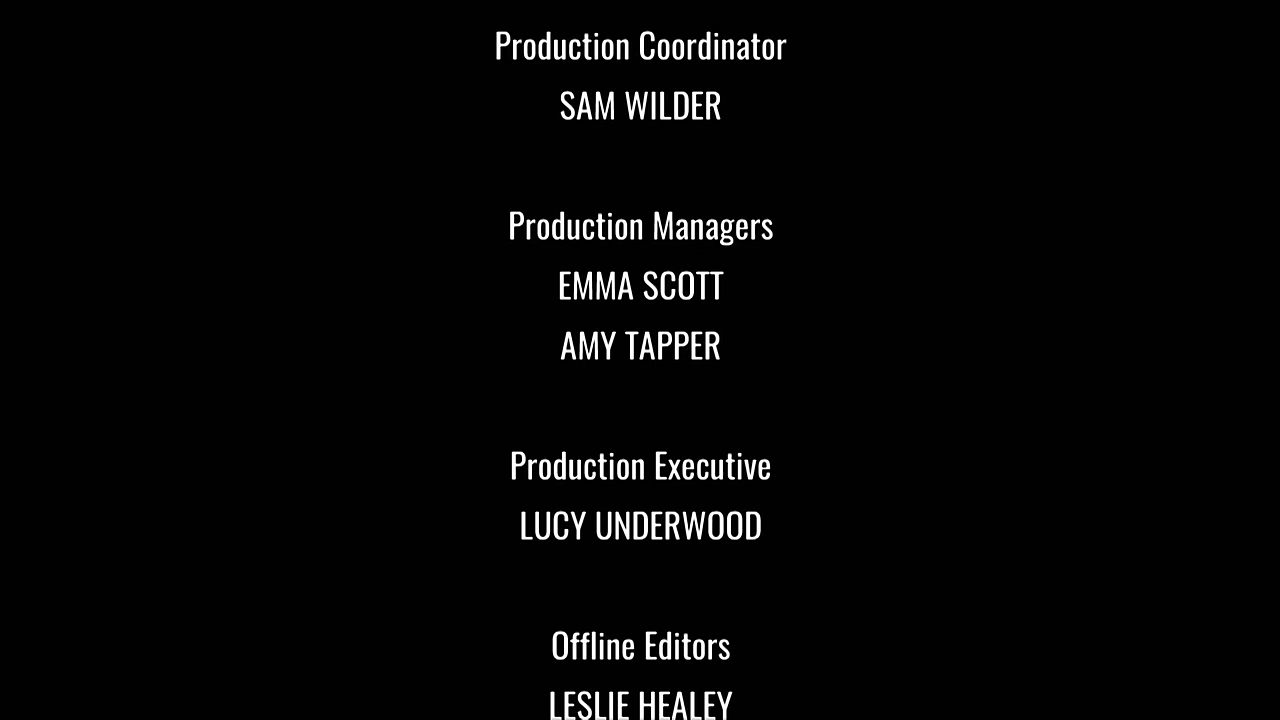 Production Coordinator
SAM WILDER
Production Managers
EMMA SCOTT
AMY TAPPER
Production Executive
LUCY UNDERWOOD
Offline Editors
LESLIE HEALEY